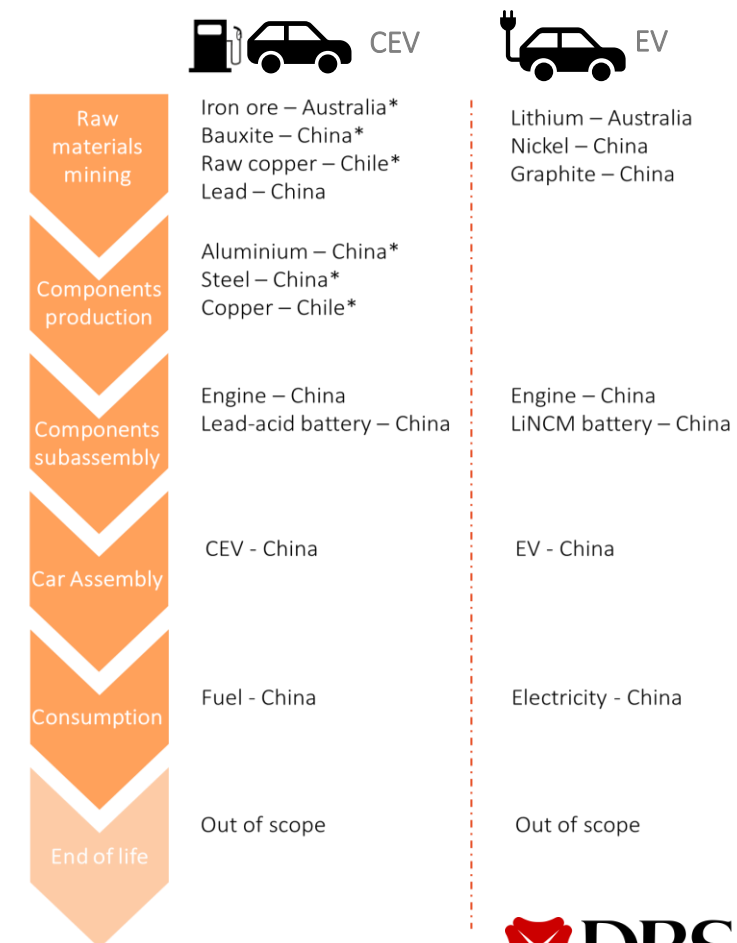 CEV
EV
Raw
materials
mining
Iron ore – Australia*
Bauxite – China*
Raw copper – Chile*
Lead – China
Lithium – Australia
Nickel – China
Graphite – China
Components
production
Aluminium – China*
Steel – China*
Copper – Chile*
Components
subassembly
Engine – China
Lead-acid battery – China
Engine – China
LiNCM battery – China
Car Assembly
CEV - China
EV - China
Consumption
Fuel - China
Electricity - China
End of life
Out of scope
Out of scope
DBS